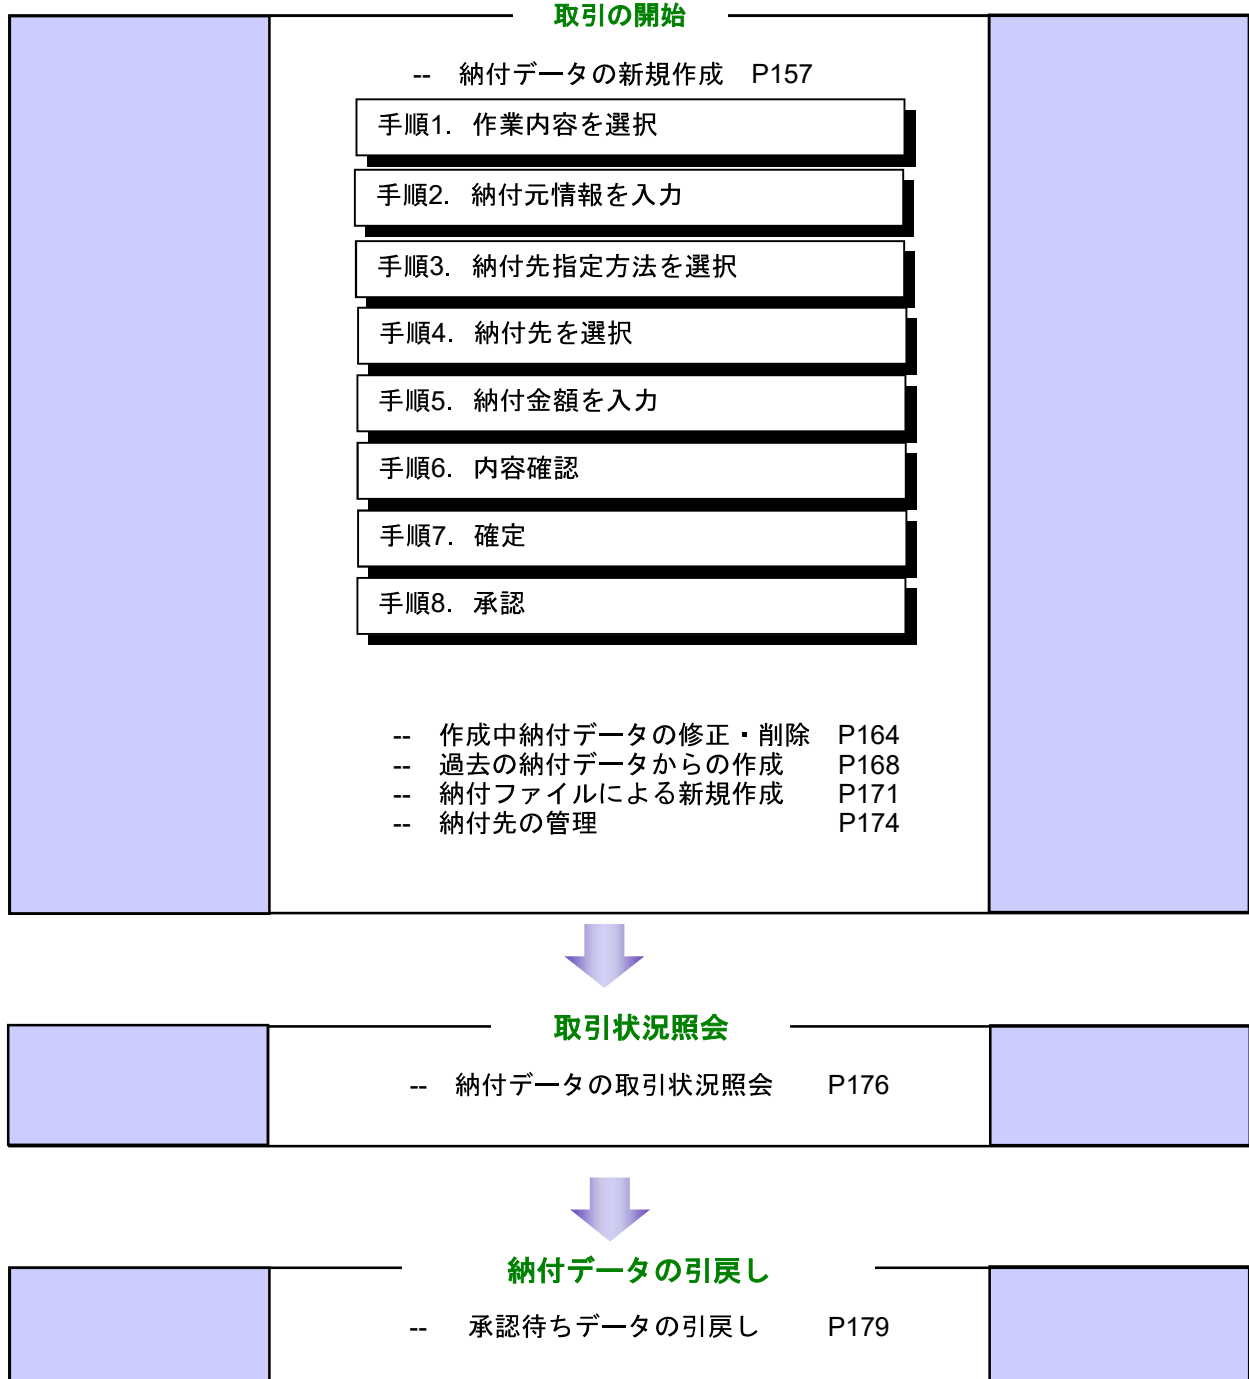 取引の開始
-- 納付データの新規作成 P157
手順1. 作業内容を選択
手順2. 納付元情報を入力
手順3. 納付先指定方法を選択
手順4. 納付先を選択
手順5. 納付金額を入力
手順6. 内容確認
手順7. 確定
手順8. 承認
-- 作成中納付データの修正・削除 P164
-- 過去の納付データからの作成 P168
-- 納付ファイルによる新規作成 P171
-- 納付先の管理 P174
取引状況照会
-- 納付データの取引状況照会 P176
納付データの引戻し
-- 承認待ちデータの引戻し P179